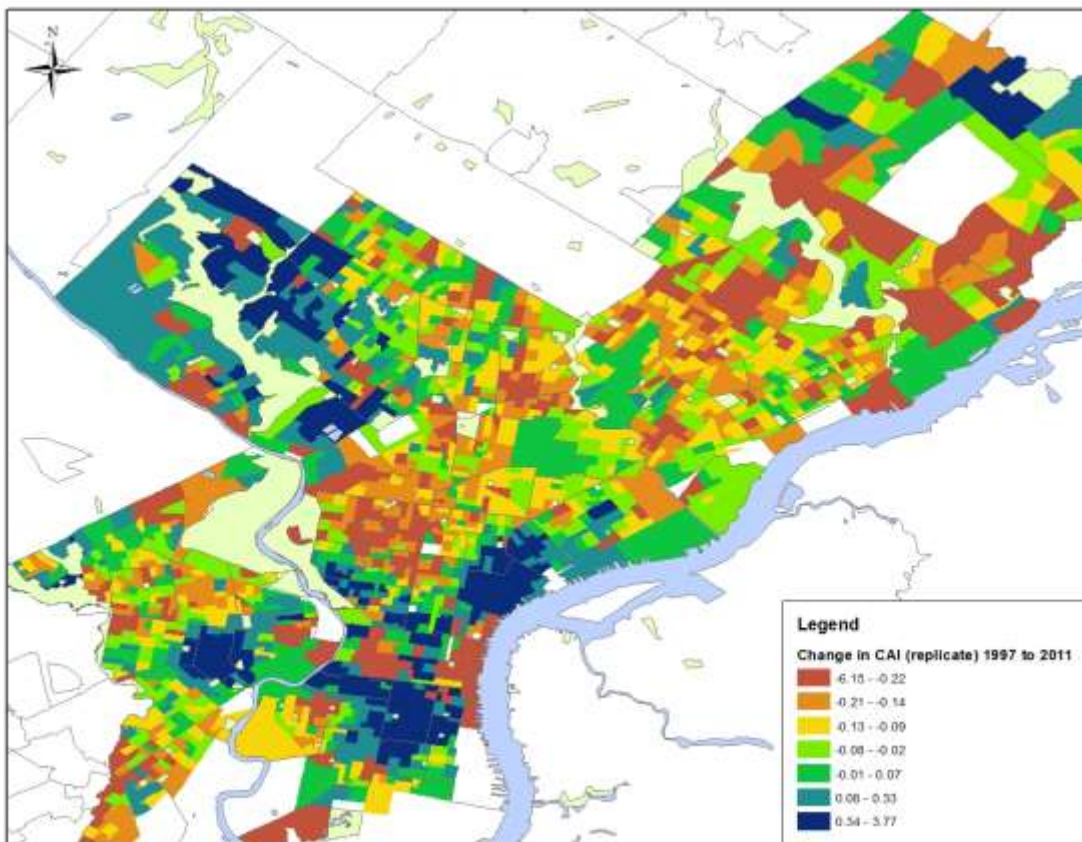 N
Legend
Change in CAI (replicate) 1997 to 2011
-6.15 - -0.22
-0.21 - -0.14
-0.13 - -0.09
-0.08 - -0.02
-0.01 - 0.07
0.08 - 0.33
0.34 - 3.77